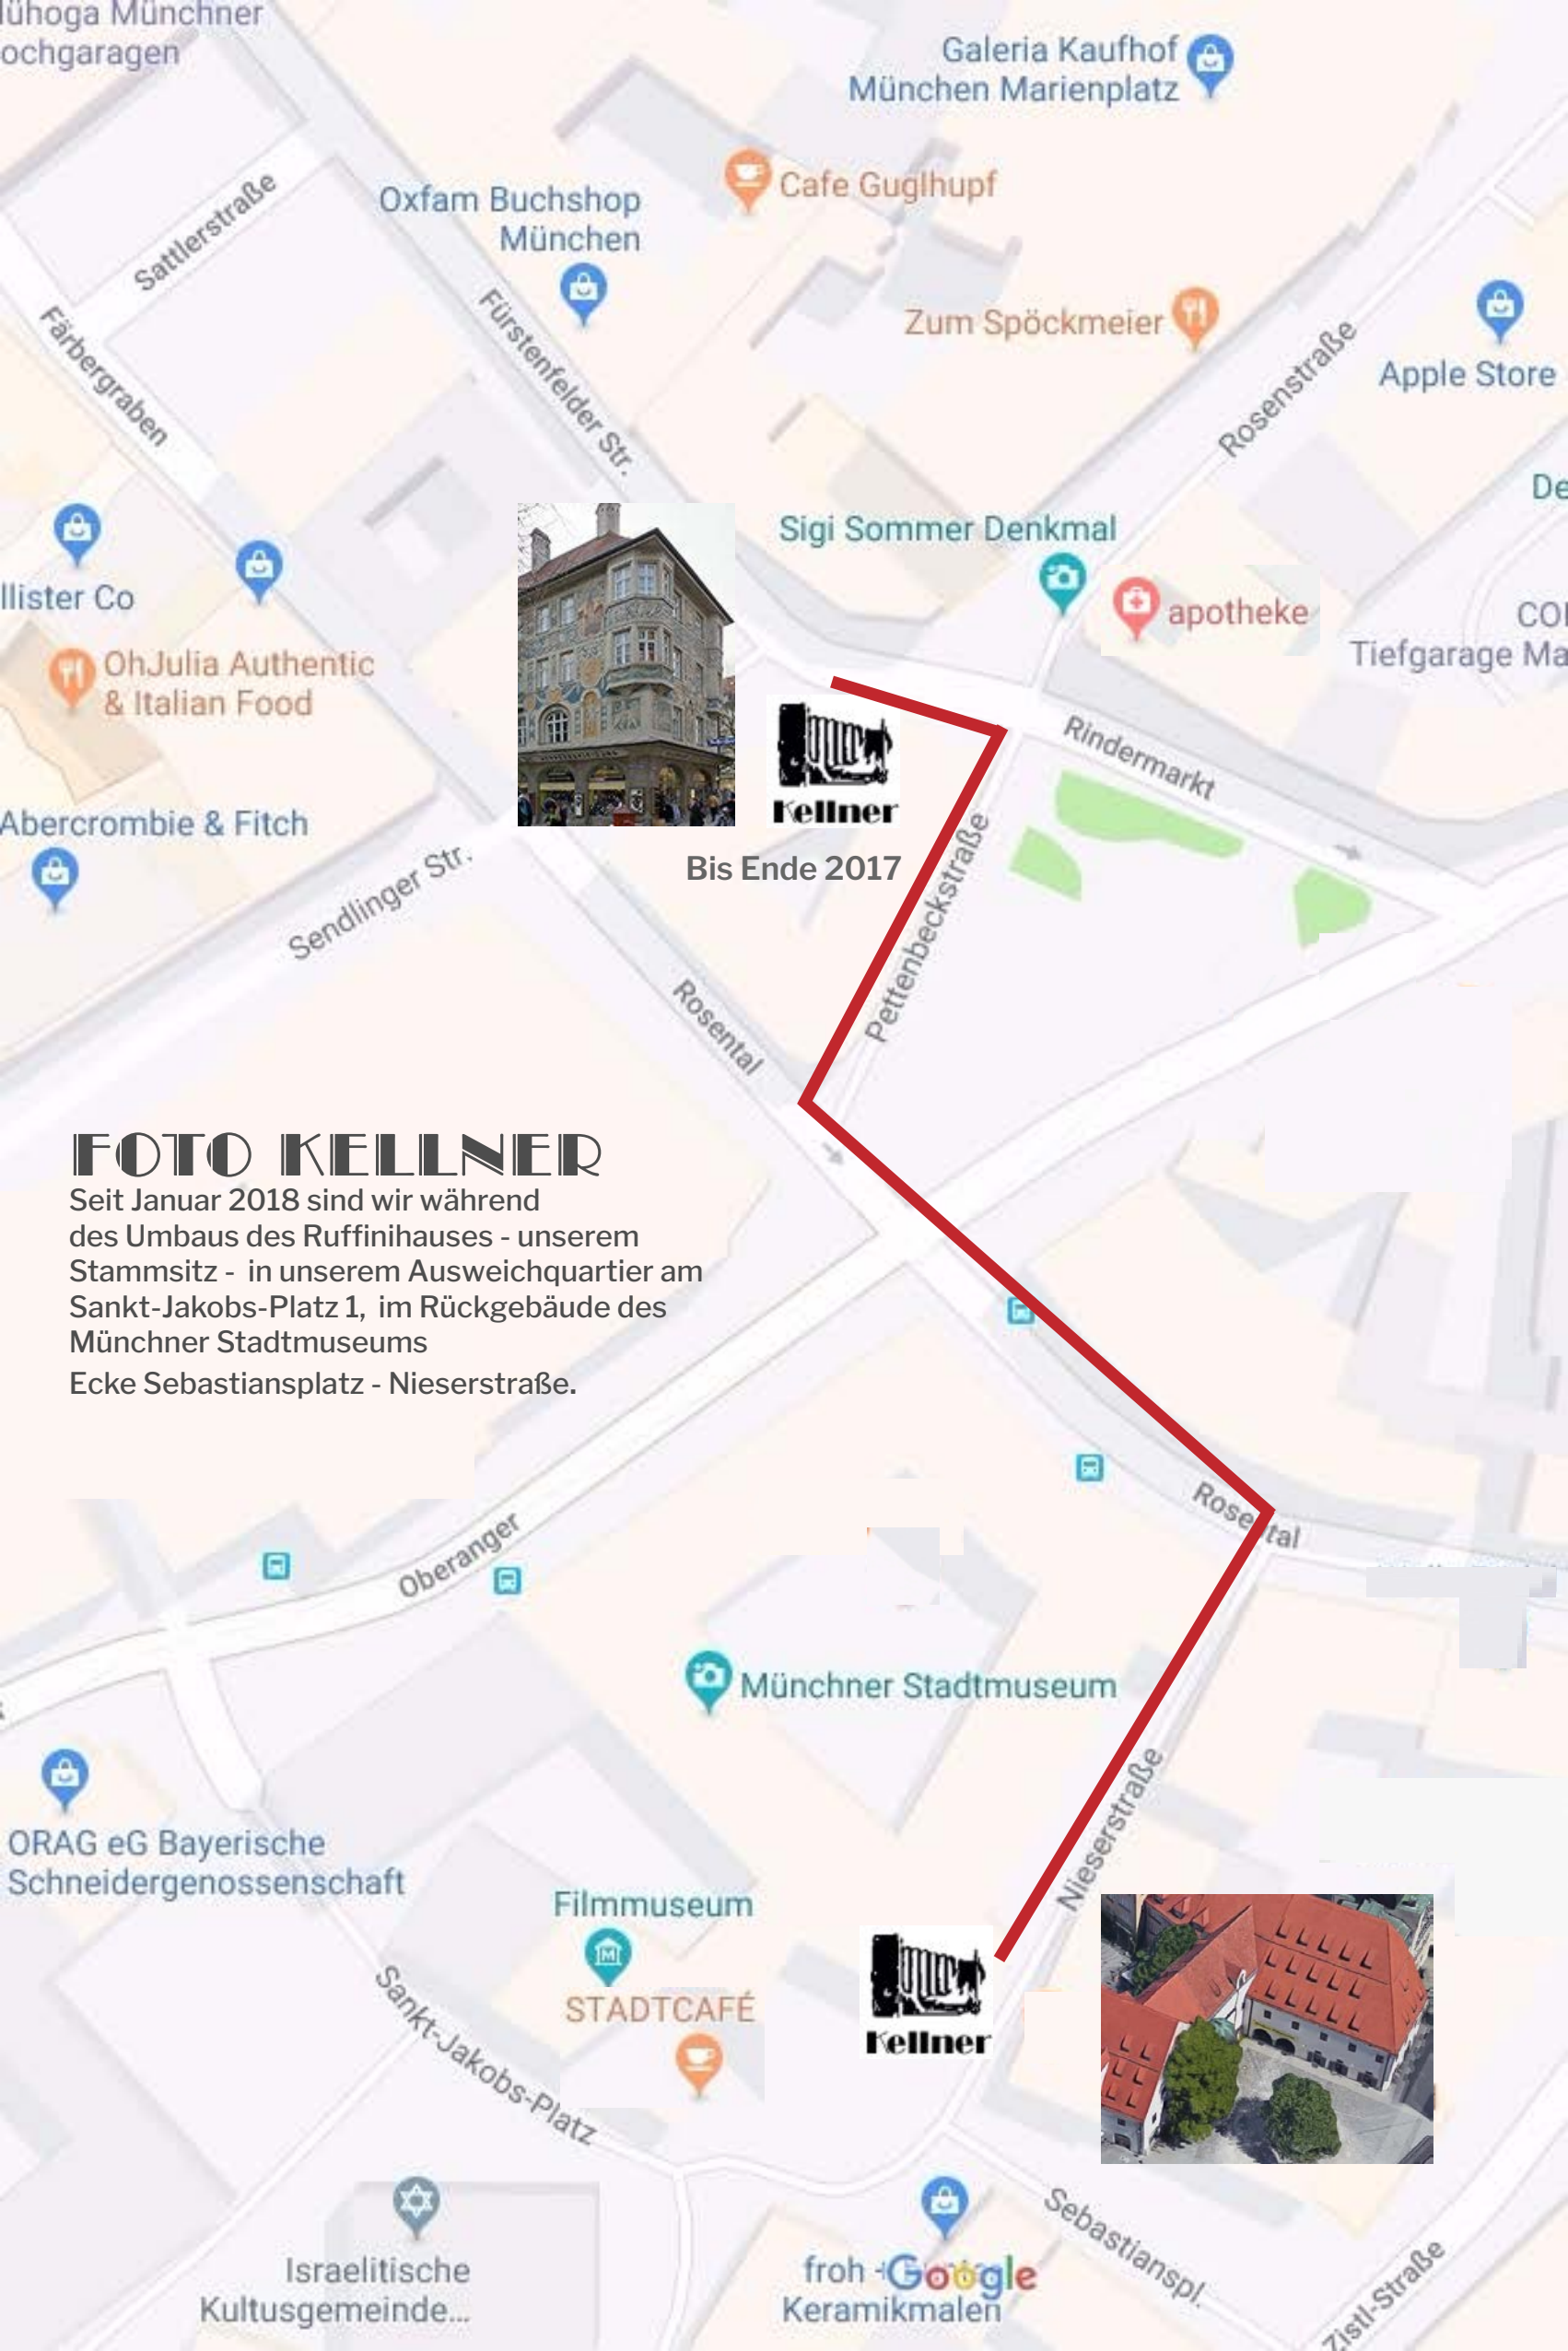 lühoga Münchner
ochgaragen
Galeria Kaufhof
München Marienplatz
Cafe Guglhupf
Oxfam Buchshop
München
Sattlerstraße
Färbergraben
Fürstenfelder Str.
Zum Spöckmeier
Rosenstraße
Apple Store
De
Sigi Sommer Denkmal
apotheke
COI
Tiefgarage Ma
llister Co
OhJulia Authentic
& Italian Food
Kellner
Rindermarkt
Abercrombie & Fitch
Bis Ende 2017
Sendlinger Str.
Pettenbeckstraße
Rosental
FOTO KELLNER
Seit Januar 2018 sind wir während
des Umbaus des Ruffinihauses - unserem
Stammsitz - in unserem Ausweichquartier am
Sankt-Jakobs-Platz 1, im Rückgebäude des
Münchner Stadtmuseums
Ecke Sebastiansplatz - Nieserstraße.
Rosental
Oberanger
Münchner Stadtmuseum
Nieserstraße
ORAG eG Bayerische
Schneidergenossenschaft
Filmmuseum
STADTCAFÉ
Kellner
Sankt-Jakobs-Platz
Sebastianspl.
Israelitische
Kultusgemeinde...
froh -
Google
Keramikmalen
Zistl-Straße